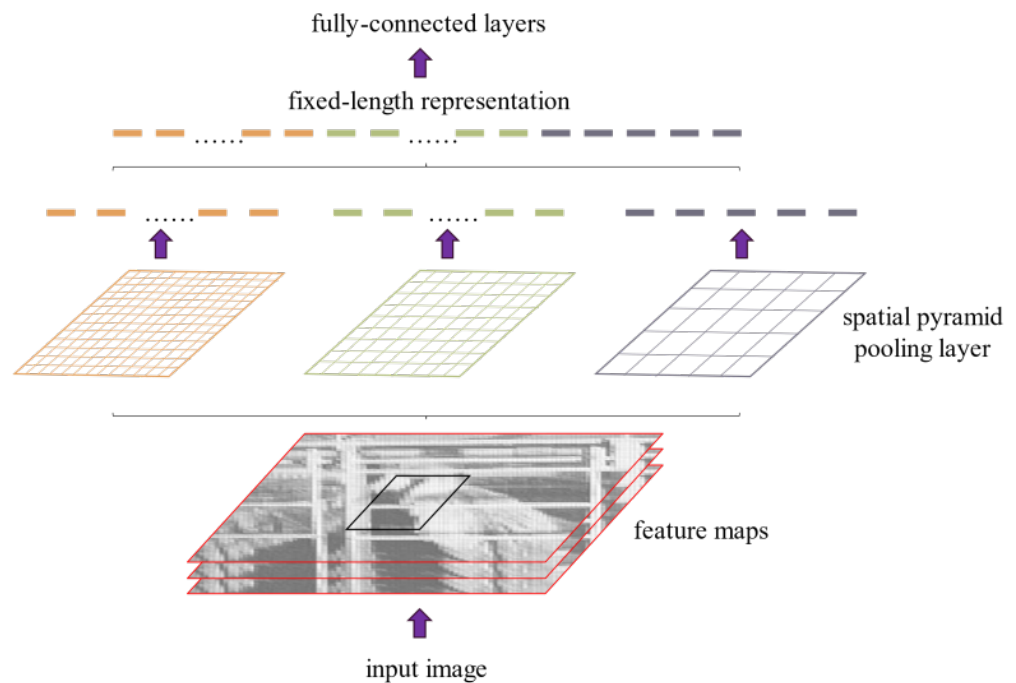 fully-connected layers
fixed-length representation
......
......
......
......
spatial pyramid
pooling layer
feature maps
input image